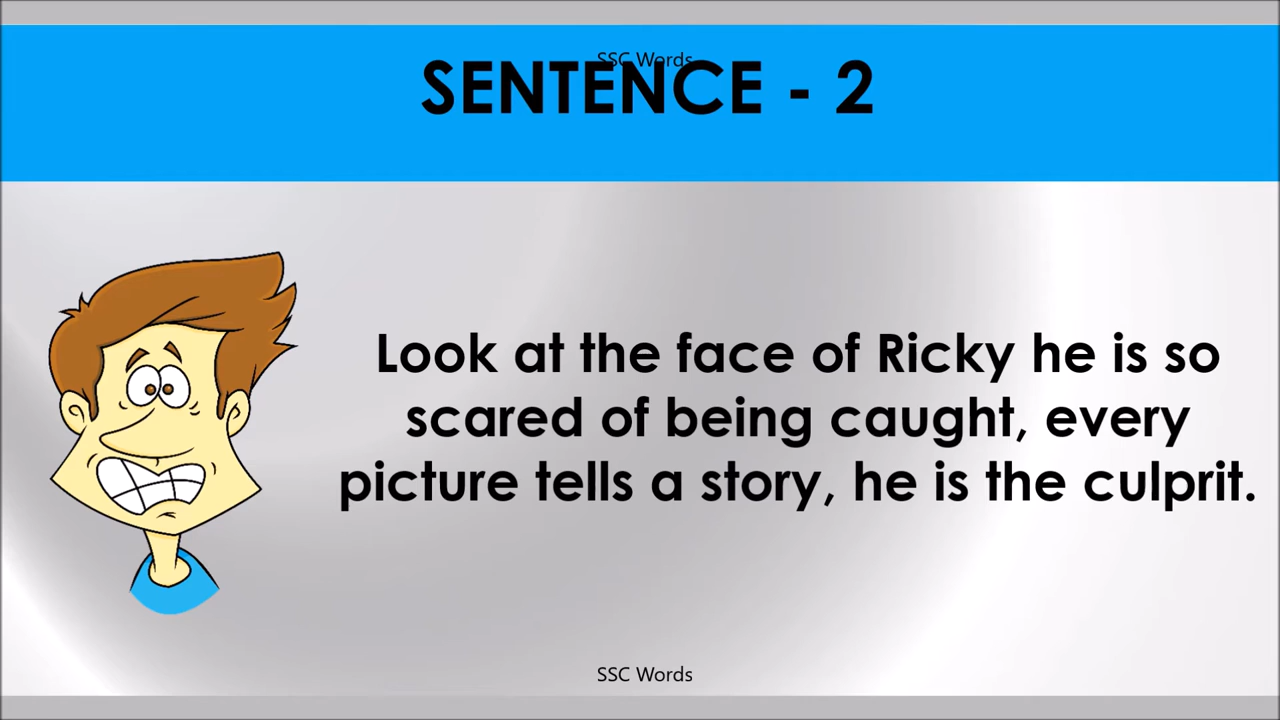 SSC Words
SENTENCE - 2
Look at the face of Ricky he is so
scared of being caught, every
picture tells a story, he is the culprit.
SSC Words